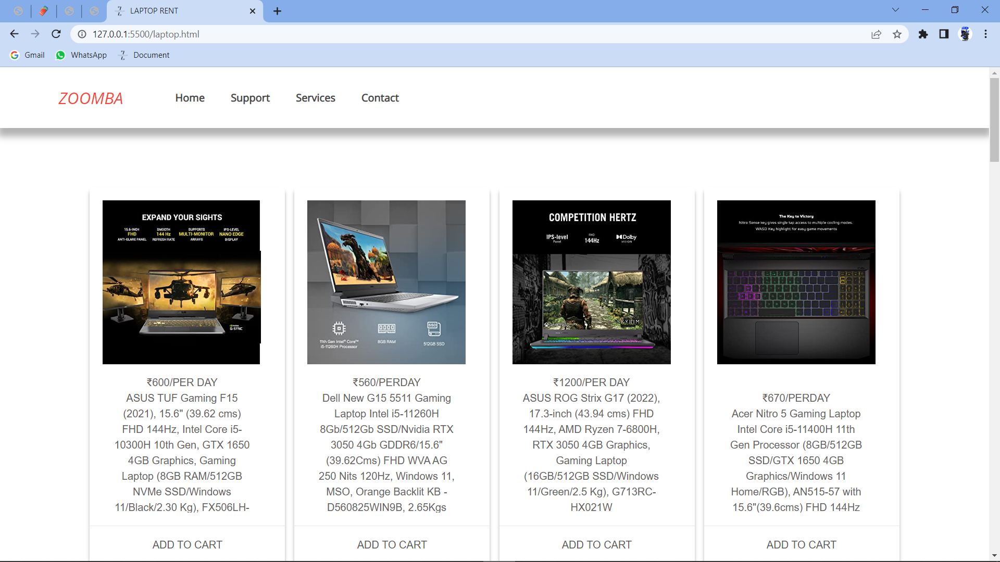 LAPTOP RENT
127.0.0.1:5500/laptop.html
Gmail WhatsApp Document
ZOOMBA Home Support Services Contact
EXPAND YOUR SIGHTS
15.6-INCH
FHD
ANTI-GLARE PANEL
SMOOTH
144 Hz
REFRESH RATE
SUPPORTS
MULTI-MONITOR
ARRAYS
IPS-LEVEL
NANO EDGE
DISPLAY
NVIDIA
G-SYNC
₹600/PER DAY
ASUS TUF Gaming F15
(2021), 15.6" (39.62 cms)
FHD 144Hz, Intel Core i5-
10300H 10th Gen, GTX 1650
4GB Graphics, Gaming
Laptop (8GB RAM/512GB
NVMe SSD/Windows
11/Black/2.30 Kg), FX506LH-
ADD TO CART
11th Gen Intel® Core™
i5-11260H Processor
8GB RAM
SSD
512GB SSD
₹560/PERDAY
Dell New G15 5511 Gaming
Laptop Intel i5-11260H
8Gb/512Gb SSD/Nvidia RTX
3050 4Gb GDDR6/15.6"
(39.62Cms) FHD WVA AG
250 Nits 120Hz, Windows 11,
MSO, Orange Backlit KB -
D560825WIN9B, 2.65Kgs
ADD TO CART
COMPETITION HERTZ
IPS-level
Panel
FHD
144Hz
Dolby
VISION
GAME PASS
SKYRIM
₹1200/PER DAY
ASUS ROG Strix G17 (2022),
17.3-inch (43.94 cms) FHD
144Hz, AMD Ryzen 7-6800H,
RTX 3050 4GB Graphics,
Gaming Laptop
(16GB/512GB SSD/Windows
11/Green/2.5 Kg), G713RC-
HX021W
ADD TO CART
The Key to Victory
Nitro Sense key gives single tap access to multiple cooling modes.
WASD Key highlight for easy game movements
₹670/PERDAY
Acer Nitro 5 Gaming Laptop
Intel Core i5-11400H 11th
Gen Processor (8GB/512GB
SSD/GTX 1650 4GB
Graphics/Windows 11
Home/RGB), AN515-57 with
15.6"(39.6cms) FHD 144Hz
ADD TO CART